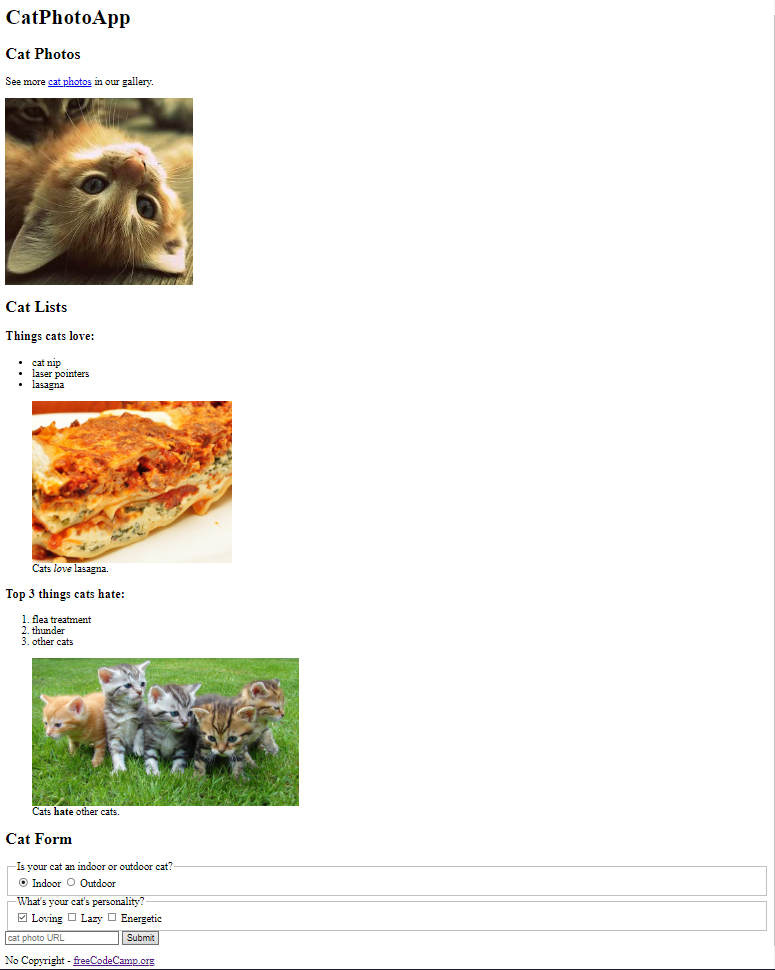 CatPhotoApp
Cat Photos
See more cat photos in our gallery.
Cat Lists
Things cats love:
cat nip
laser pointers
lasagna
Cats love lasagna.
Top 3 things cats hate:
1. flea treatment
2. thunder
3. other cats
Cats hate other cats.
Cat Form
Is your cat an indoor or outdoor cat?
Indoor Outdoor
What's your cat's personality?
Loving Lazy Energetic
cat photo URL Submit
No Copyright - freeCodeCamp.org